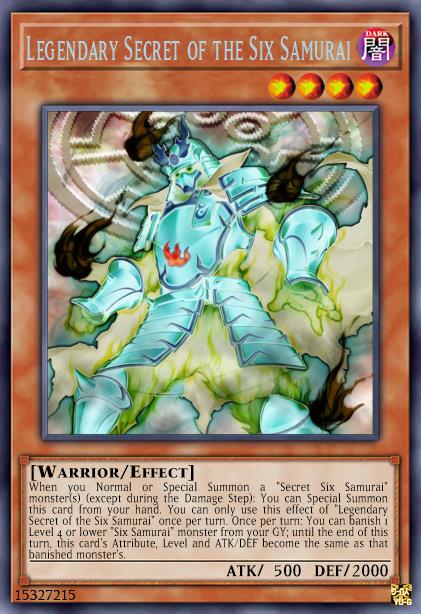 Legendary Secret of the Six Samurai
DARK
闇
[Warrior/Effect]
When you Normal or Special Summon a "Secret Six Samurai"
monster(s) (except during the Damage Step): You can Special Summon
this card from your hand. You can only use this effect of "Legendary
Secret of the Six Samurai" once per turn. Once per turn: You can banish 1
Level 4 or lower "Six Samurai" monster from your GY; until the end of
this turn, this card's Attribute, Level and ATK/DEF become the same as that
banished monster's.
ATK/ 500 DEF/2000
15327215